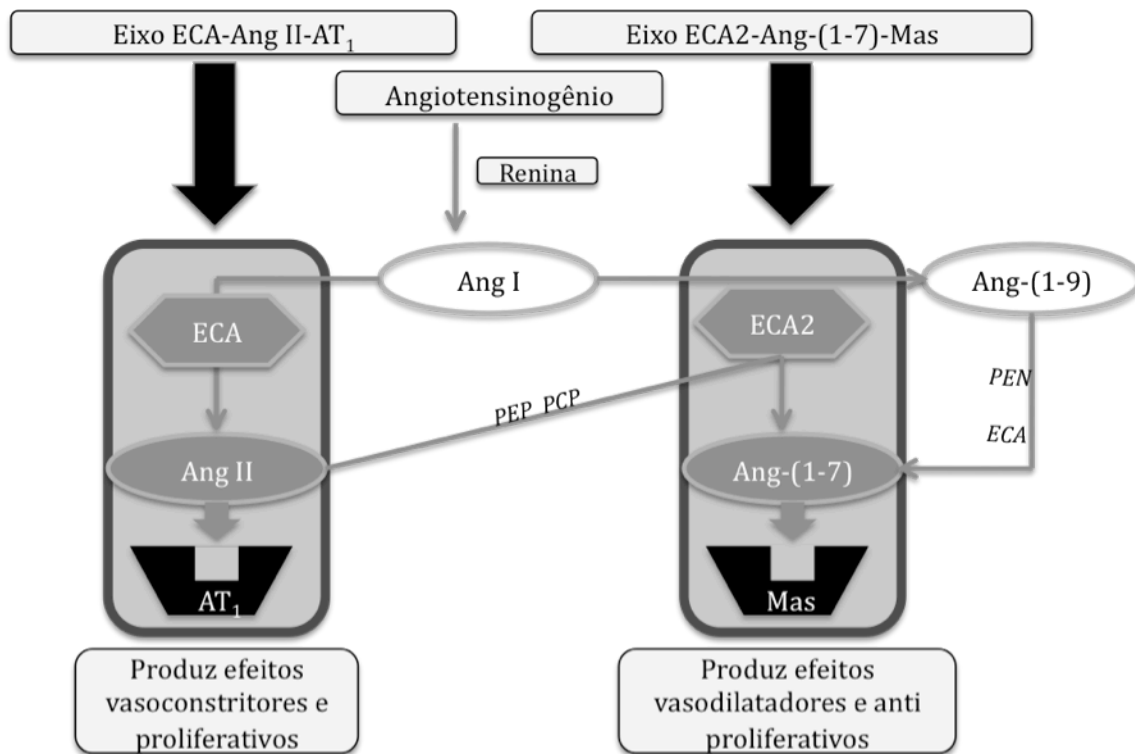 Eixo ECA-Ang II-AT₁
Eixo ECA2-Ang-(1-7)-Mas
Angiotensinogênio
Renina
Ang I
Ang-(1-9)
ECA
ECA2
PEN
PEP PCP
ECA
Ang II
Ang-(1-7)
AT₁
Mas
Produz efeitos
vasoconstritores e
proliferativos
Produz efeitos
vasodilatadores e anti
proliferativos